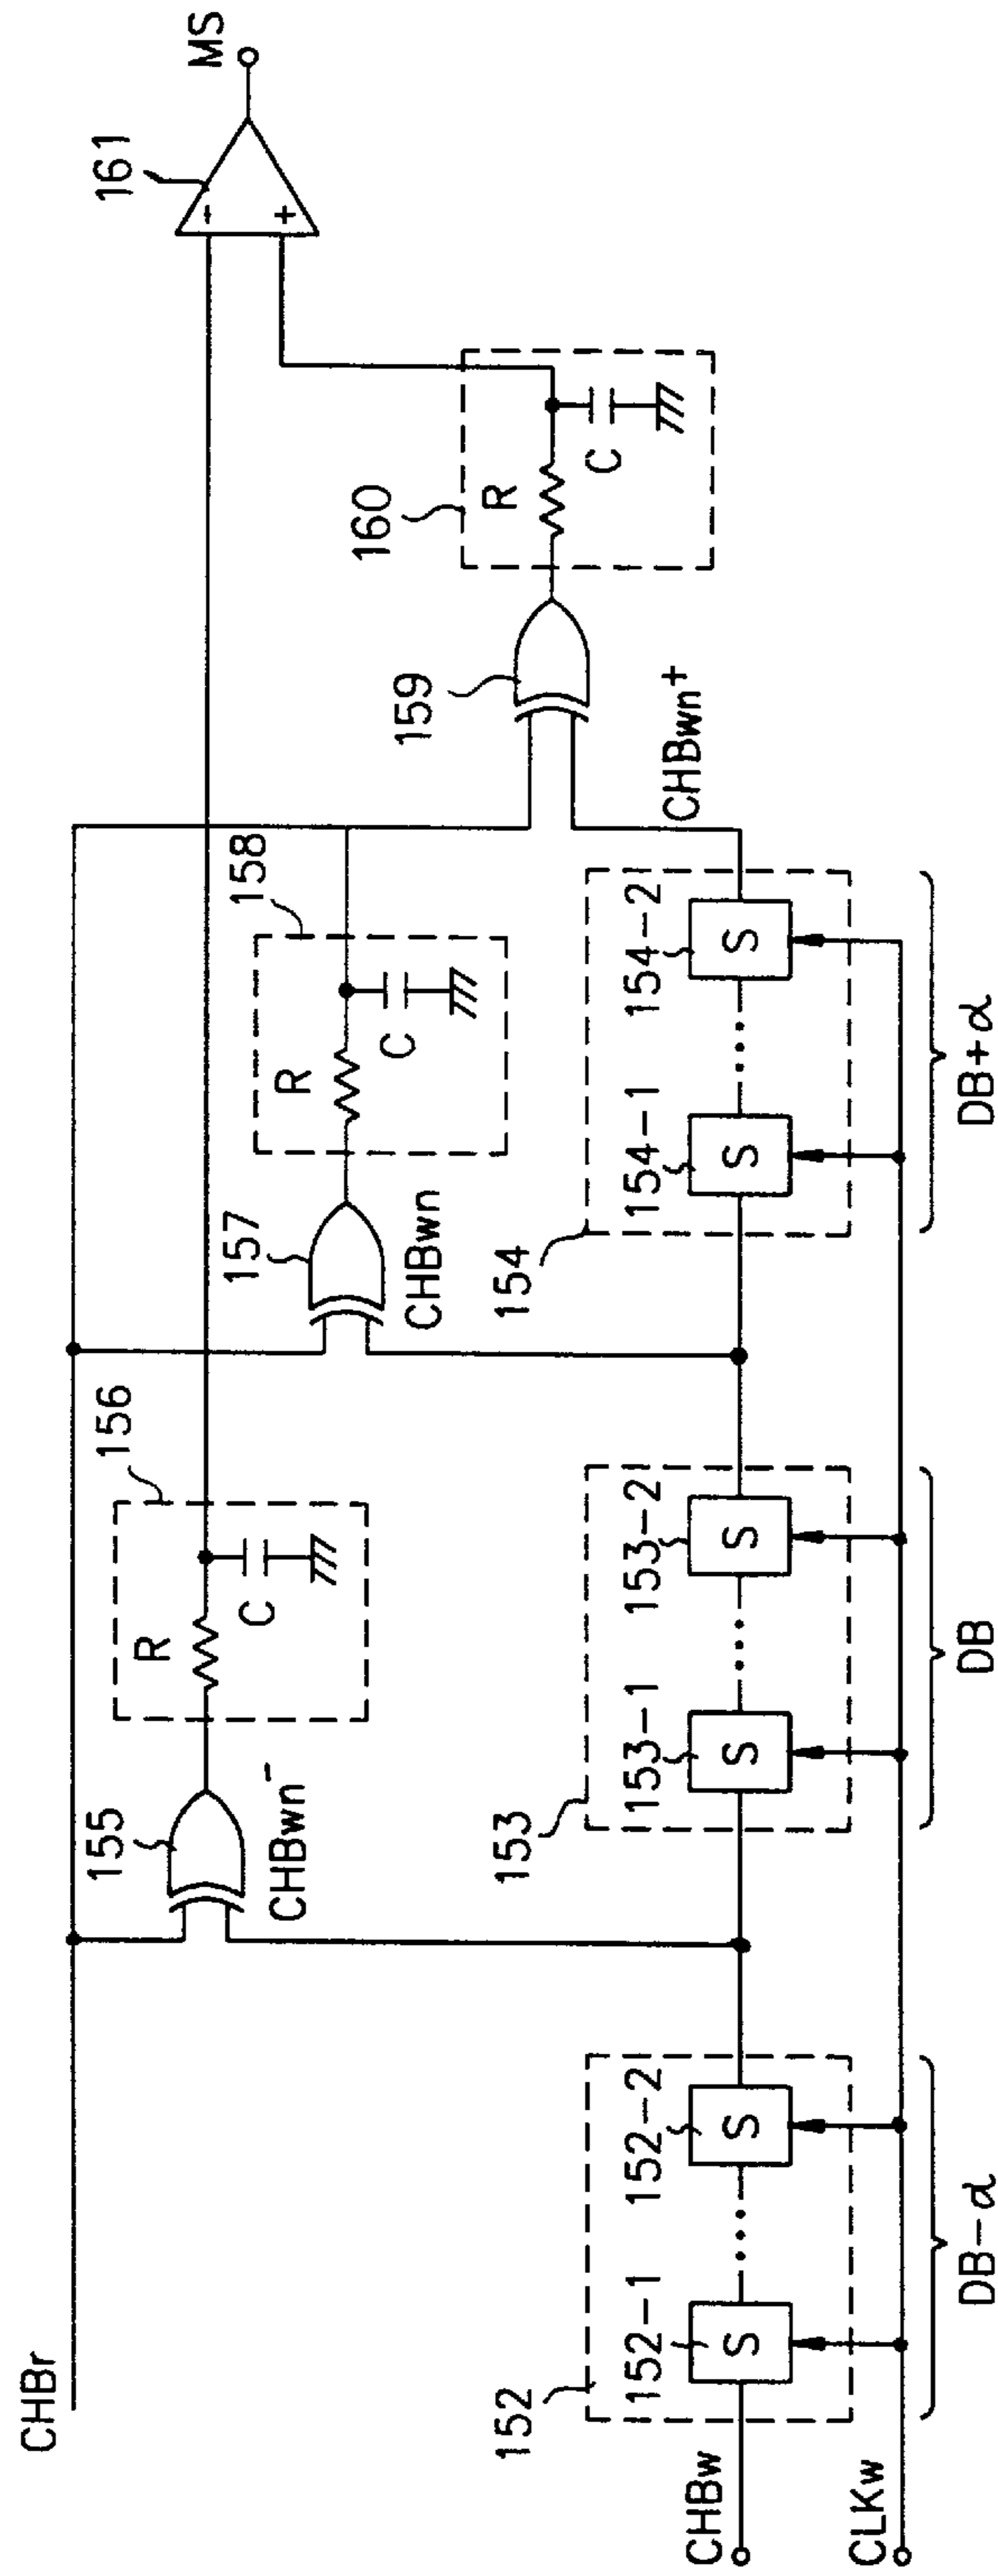 CHBr
155
CHBwn⁻
R
C
156
157
CHBwn
R
C
158
159
CHBwn⁺
160
R
C
161
−
+
MS
CHBw
CLKw
152
152-1
S
152-2
S
DB-α
153
153-1
S
153-2
S
DB
154
154-1
S
154-2
S
DB+α